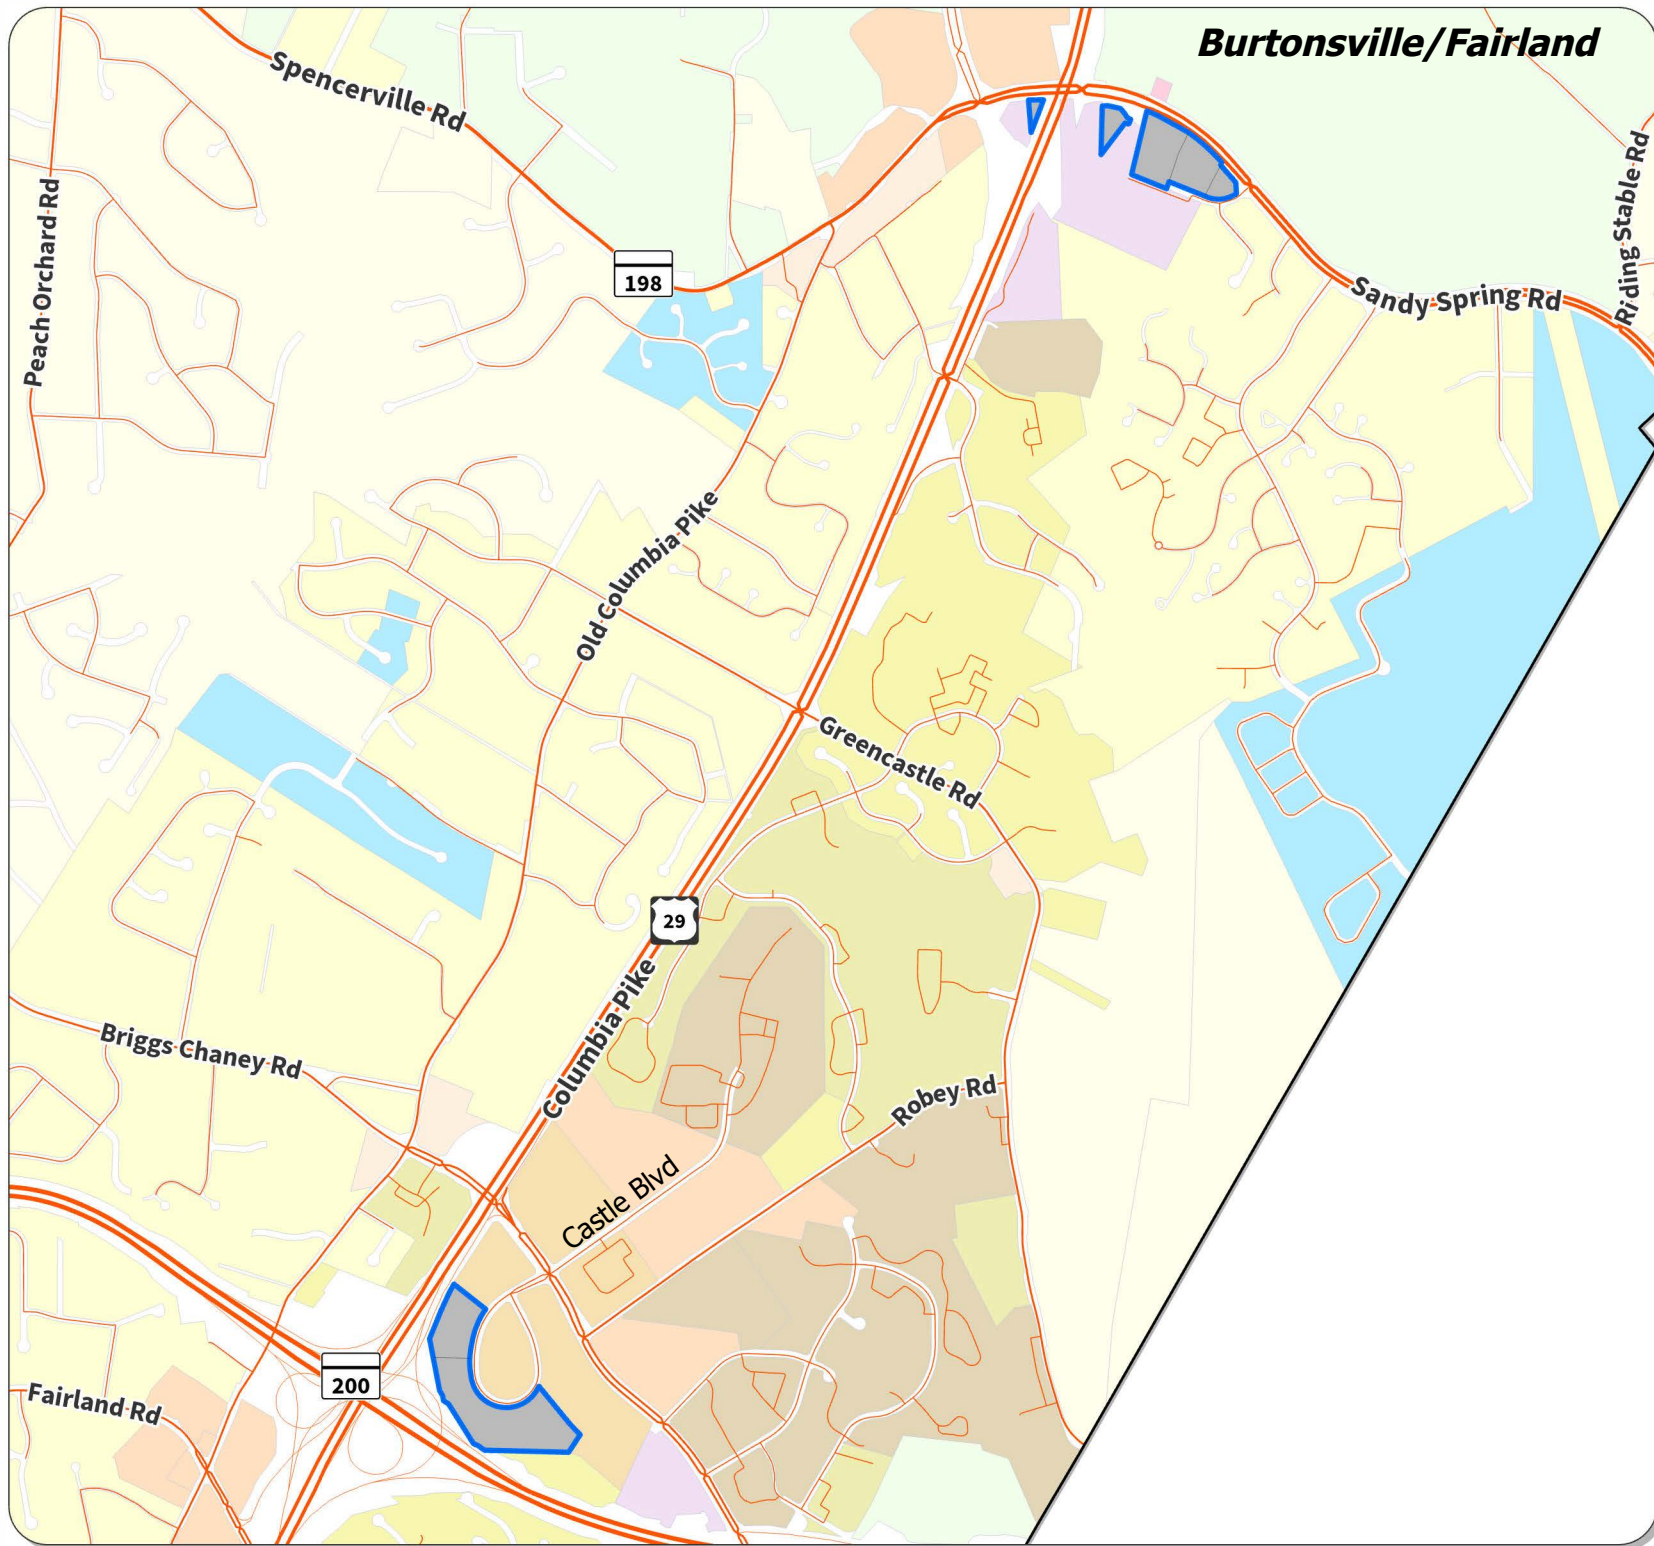 Burtonsville/Fairland
Spencerville Rd
Peach Orchard Rd
Riding Stable Rd
198
Sandy Spring Rd
Old Columbia Pike
Greencastle Rd
29
Columbia Pike
Briggs Chaney Rd
Robey Rd
Castle Blvd
200
Fairland Rd